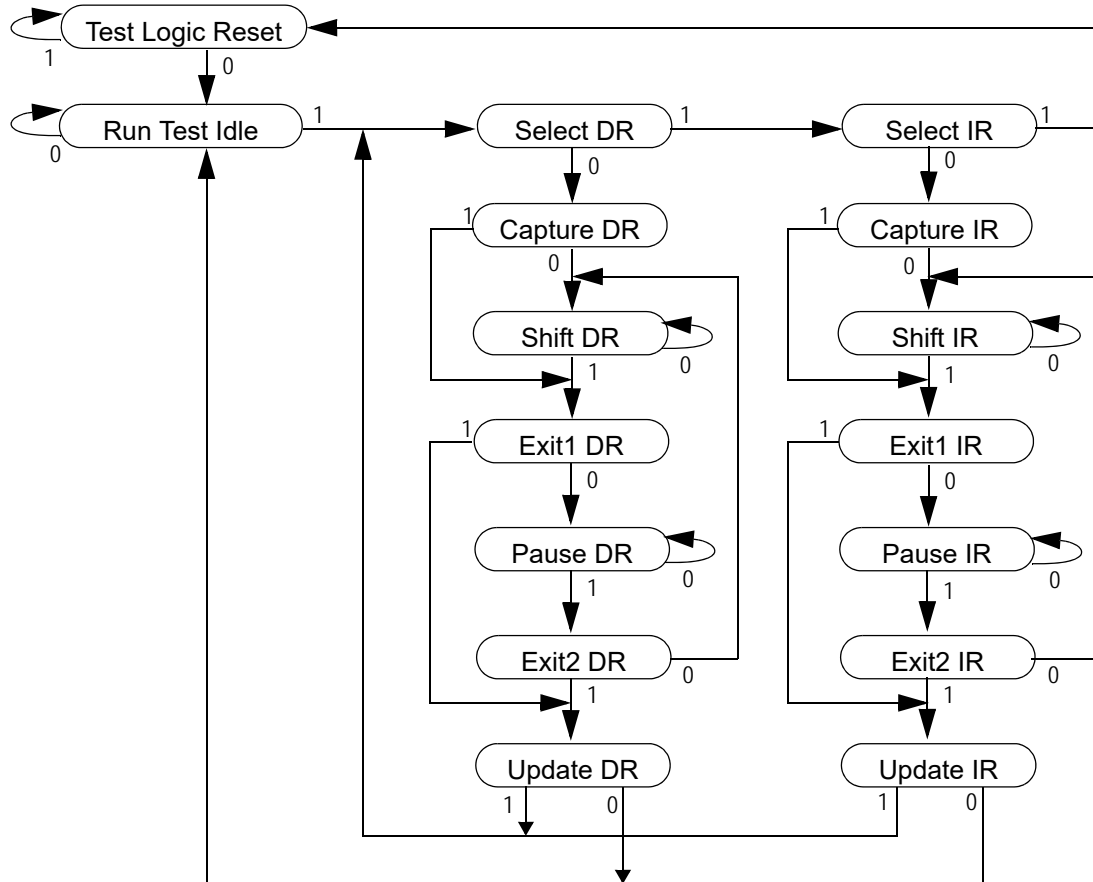 Test Logic Reset
1
0
Run Test Idle
0
1
Select DR
1
Select IR
1
0
0
1
Capture DR
0
1
Capture IR
0
Shift DR
0
1
Shift IR
0
1
1
Exit1 DR
0
1
Exit1 IR
0
Pause DR
0
1
Pause IR
0
1
Exit2 DR
0
1
Exit2 IR
0
1
Update DR
1
0
Update IR
1
0